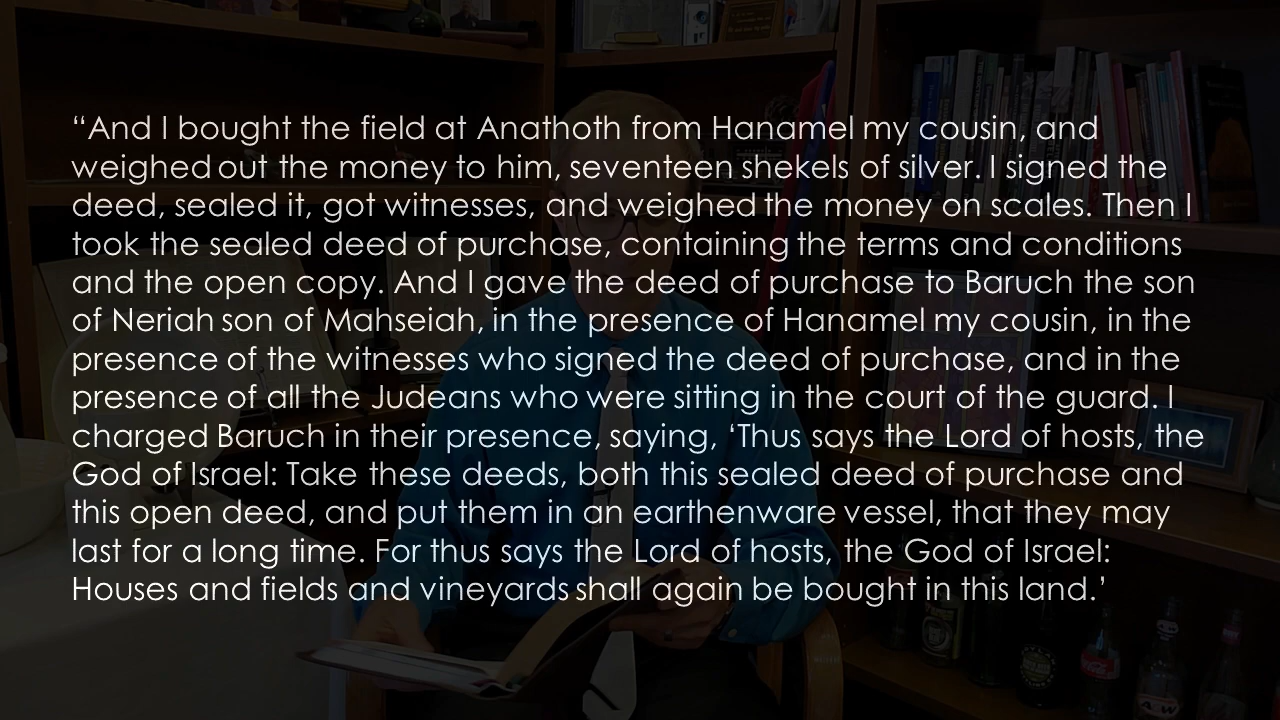 “And I bought the field at Anathoth from Hanamel my cousin, and
weighed out the money to him, seventeen shekels of silver. I signed the
deed, sealed it, got witnesses, and weighed the money on scales. Then I
took the sealed deed of purchase, containing the terms and conditions
and the open copy. And I gave the deed of purchase to Baruch the son
of Neriah son of Mahseiah, in the presence of Hanamel my cousin, in the
presence of the witnesses who signed the deed of purchase, and in the
presence of all the Judeans who were sitting in the court of the guard. I
charged Baruch in their presence, saying, ‘Thus says the Lord of hosts, the
God of Israel: Take these deeds, both this sealed deed of purchase and
this open deed, and put them in an earthenware vessel, that they may
last for a long time. For thus says the Lord of hosts, the God of Israel:
Houses and fields and vineyards shall again be bought in this land.’